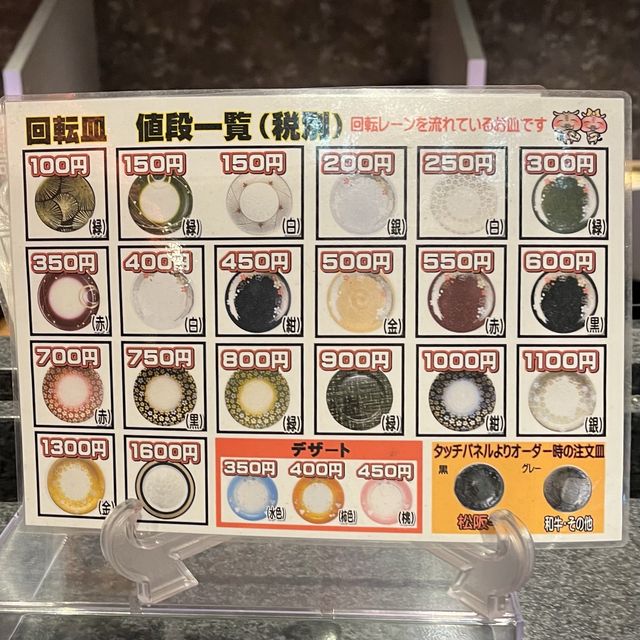 回転皿 値段一覧(税別) 回転レーンを流れているお皿です
100円 150円 150円 200円 250円 300円
(緑) (緑) (白) (銀) (白) (緑)
350円 400円 450円 500円 550円 600円
(赤) (白) (紺) (金) (赤) (黒)
700円 750円 800円 900円 1000円 1100円
(赤) (黒) (緑) (緑) (紺) (銀)
1300円 1600円
(金)
デザート
350円 400円 450円
(水色) (柿色) (桃)
タッチパネルよりオーダー時の注文皿
黒 グレー
松阪 和牛・その他